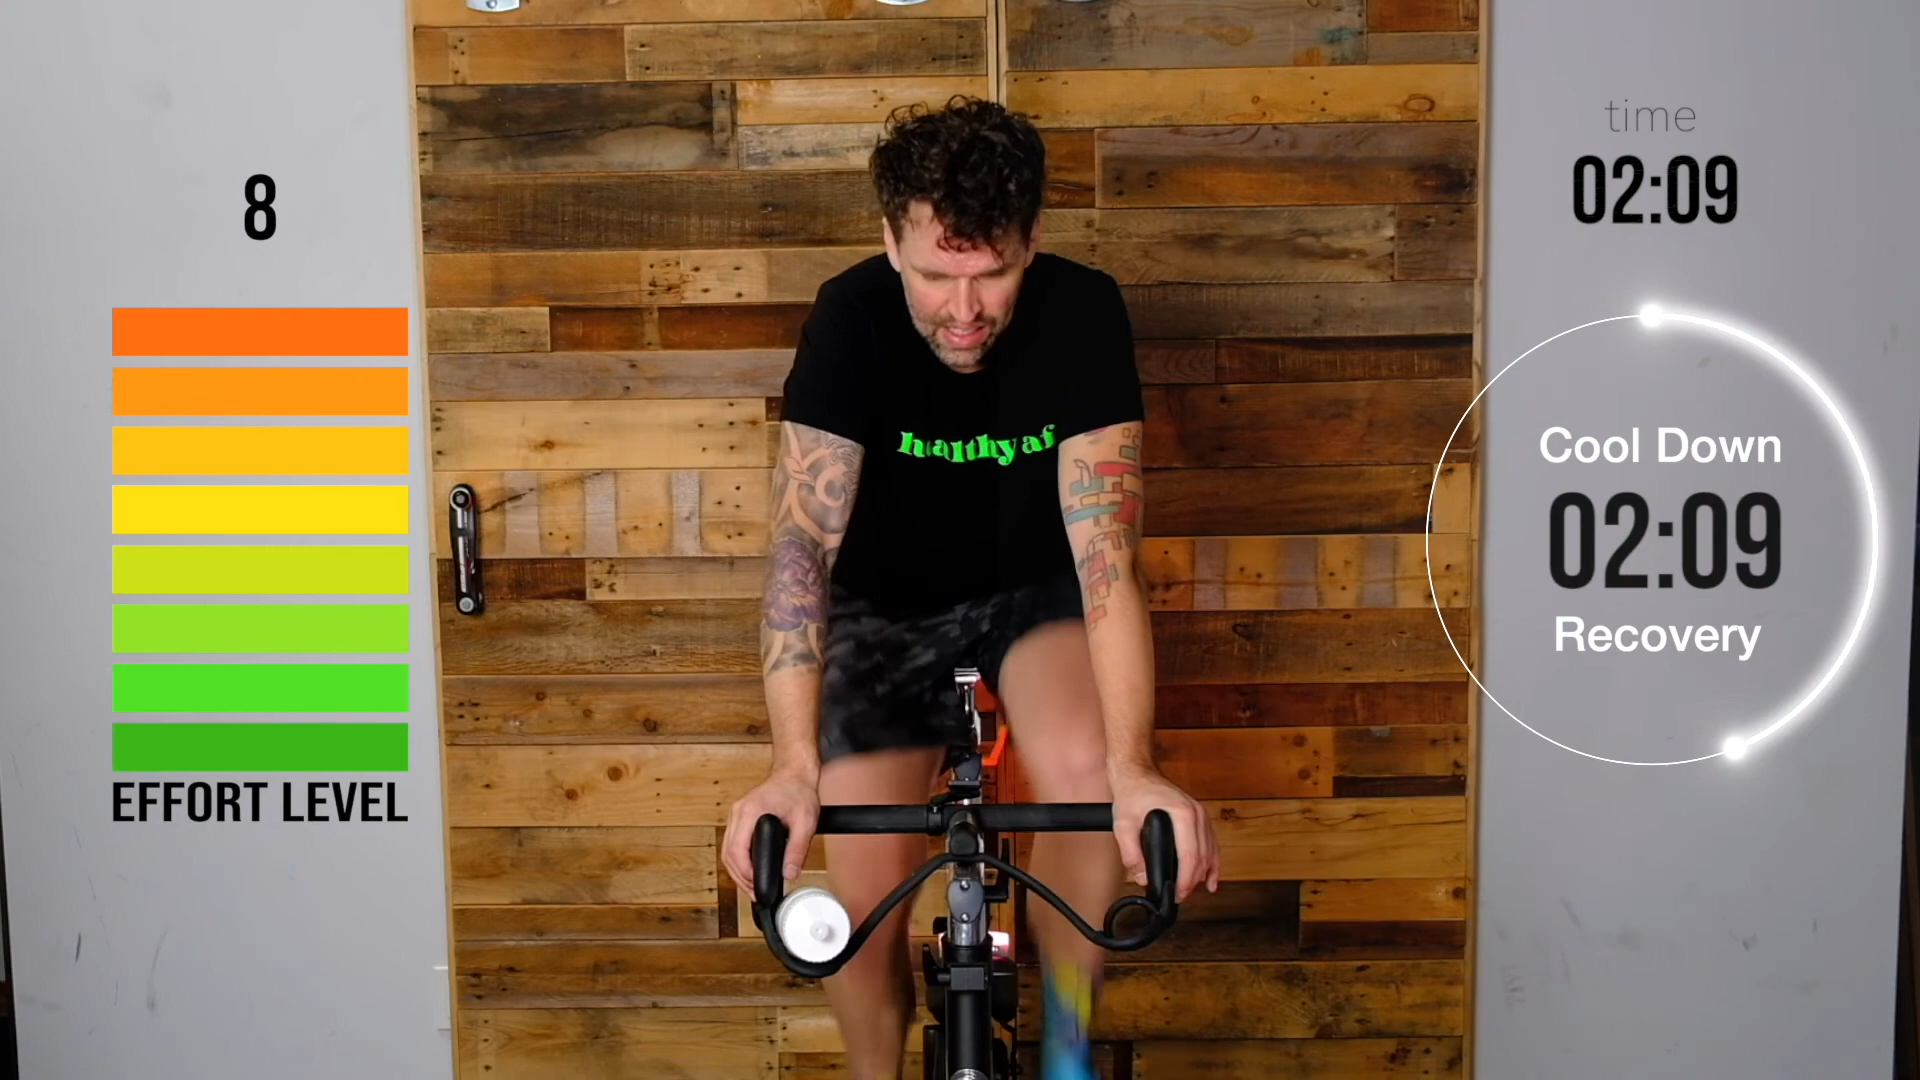 8
EFFORT LEVEL
healthy af
time
02:09
Cool Down
02:09
Recovery